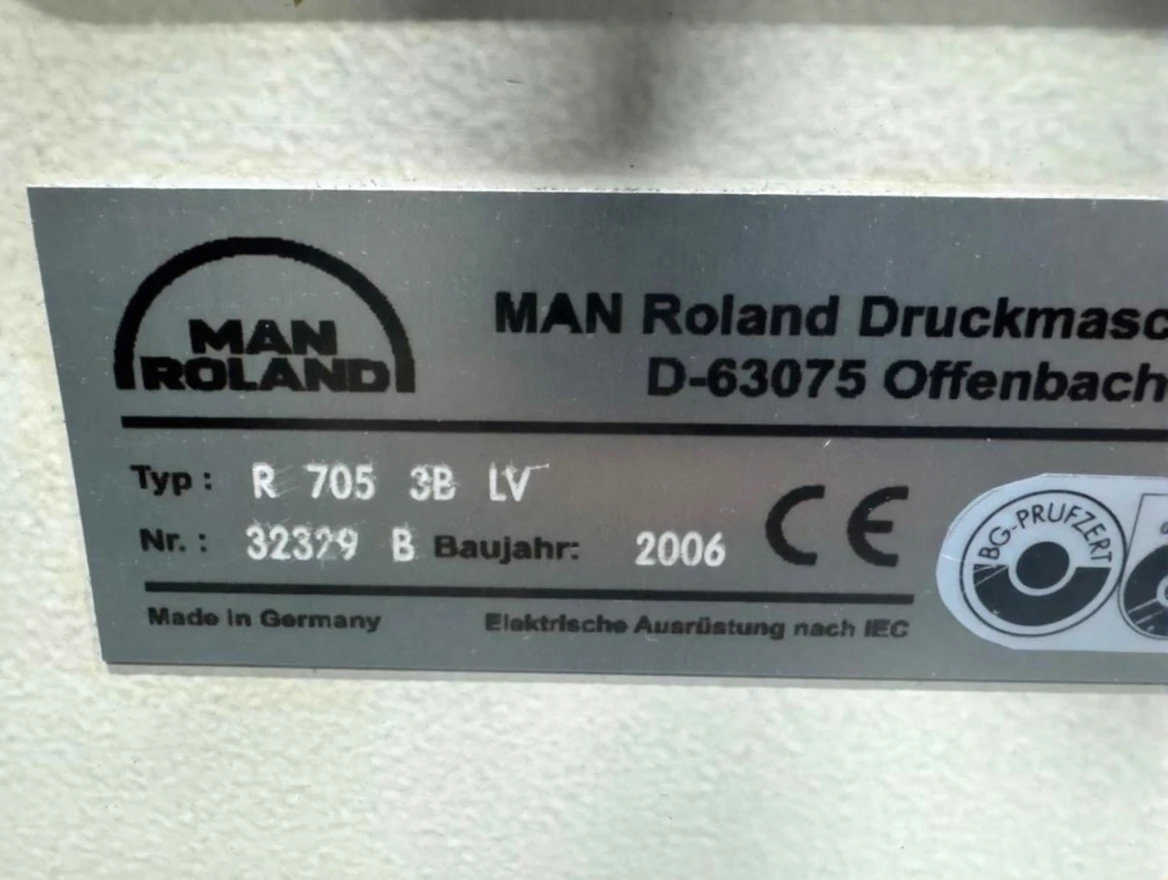 MAN
ROLAND
MAN Roland Druckmasc
D-63075 Offenbach
Typ : R 705 3B LV
Nr. : 32329 B Baujahr: 2006 CE
Made in Germany Elektrische Ausrüstung nach IEC
BG-PRÜFZERT